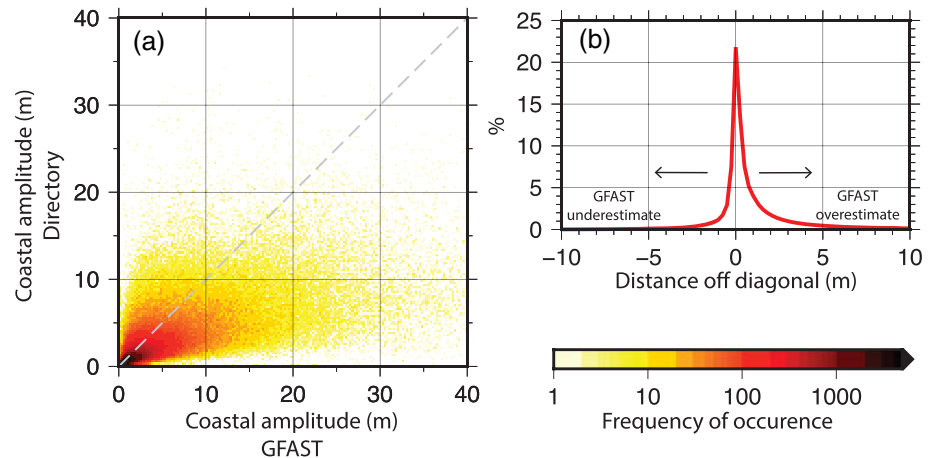 (a)
40
30
20
10
0
0 10 20 30 40
Coastal amplitude (m)
Directory
Coastal amplitude (m)
GFAST
(b)
25
20
15
10
5
0
%
GFAST
underestimate
GFAST
overestimate
−10 −5 0 5 10
Distance off diagonal (m)
1 10 100 1000
Frequency of occurence